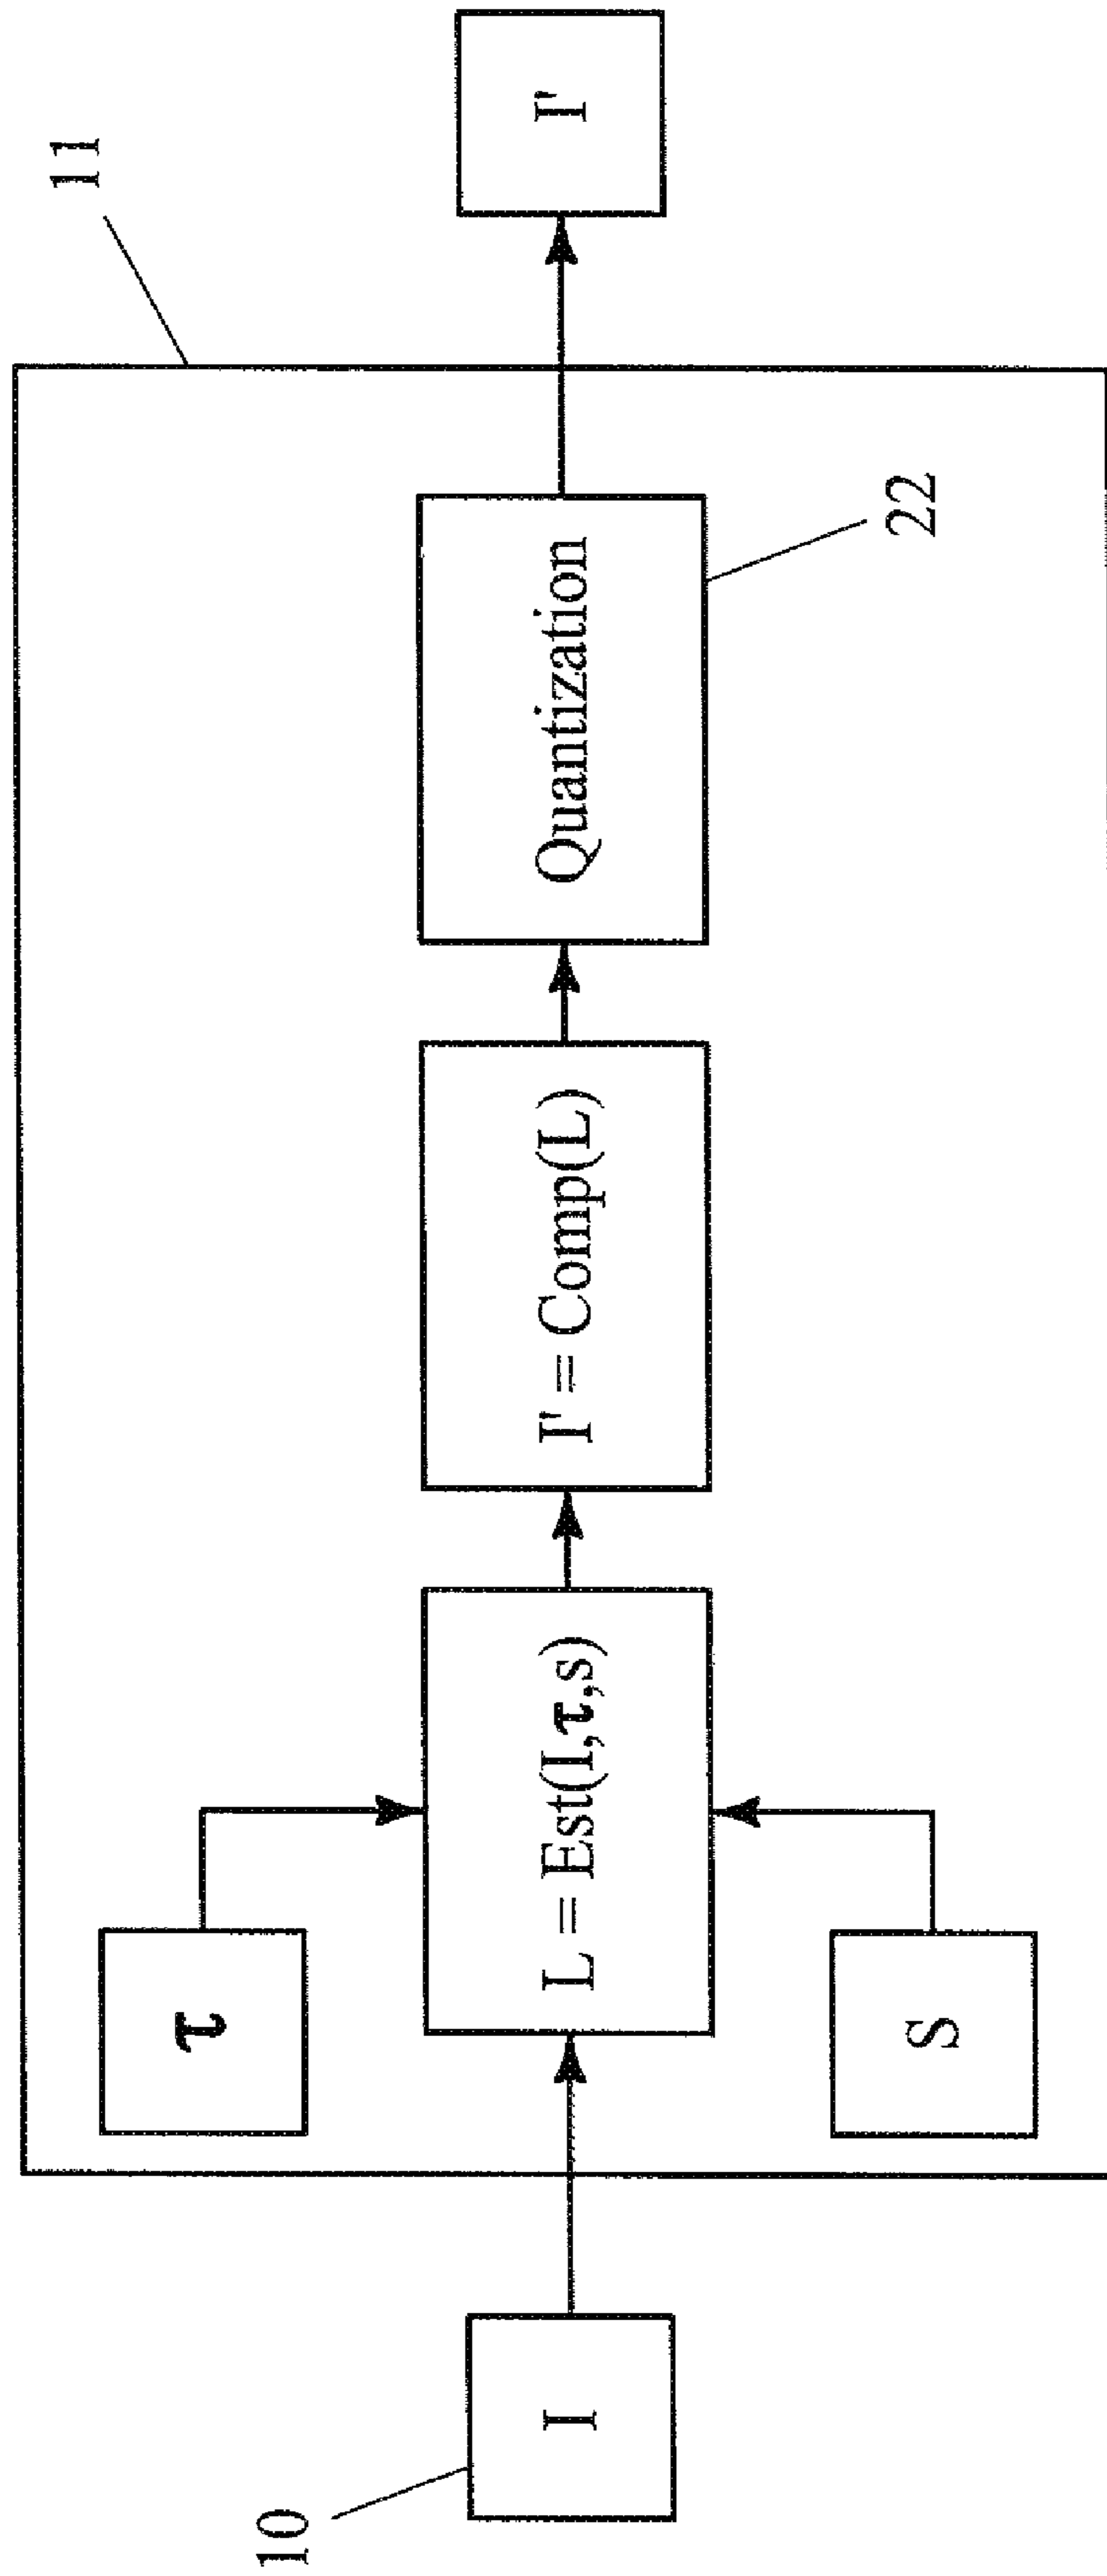 10
I
τ
S
L = Est(I,τ,s)
I' = Comp(L)
Quantization
22
11
I'